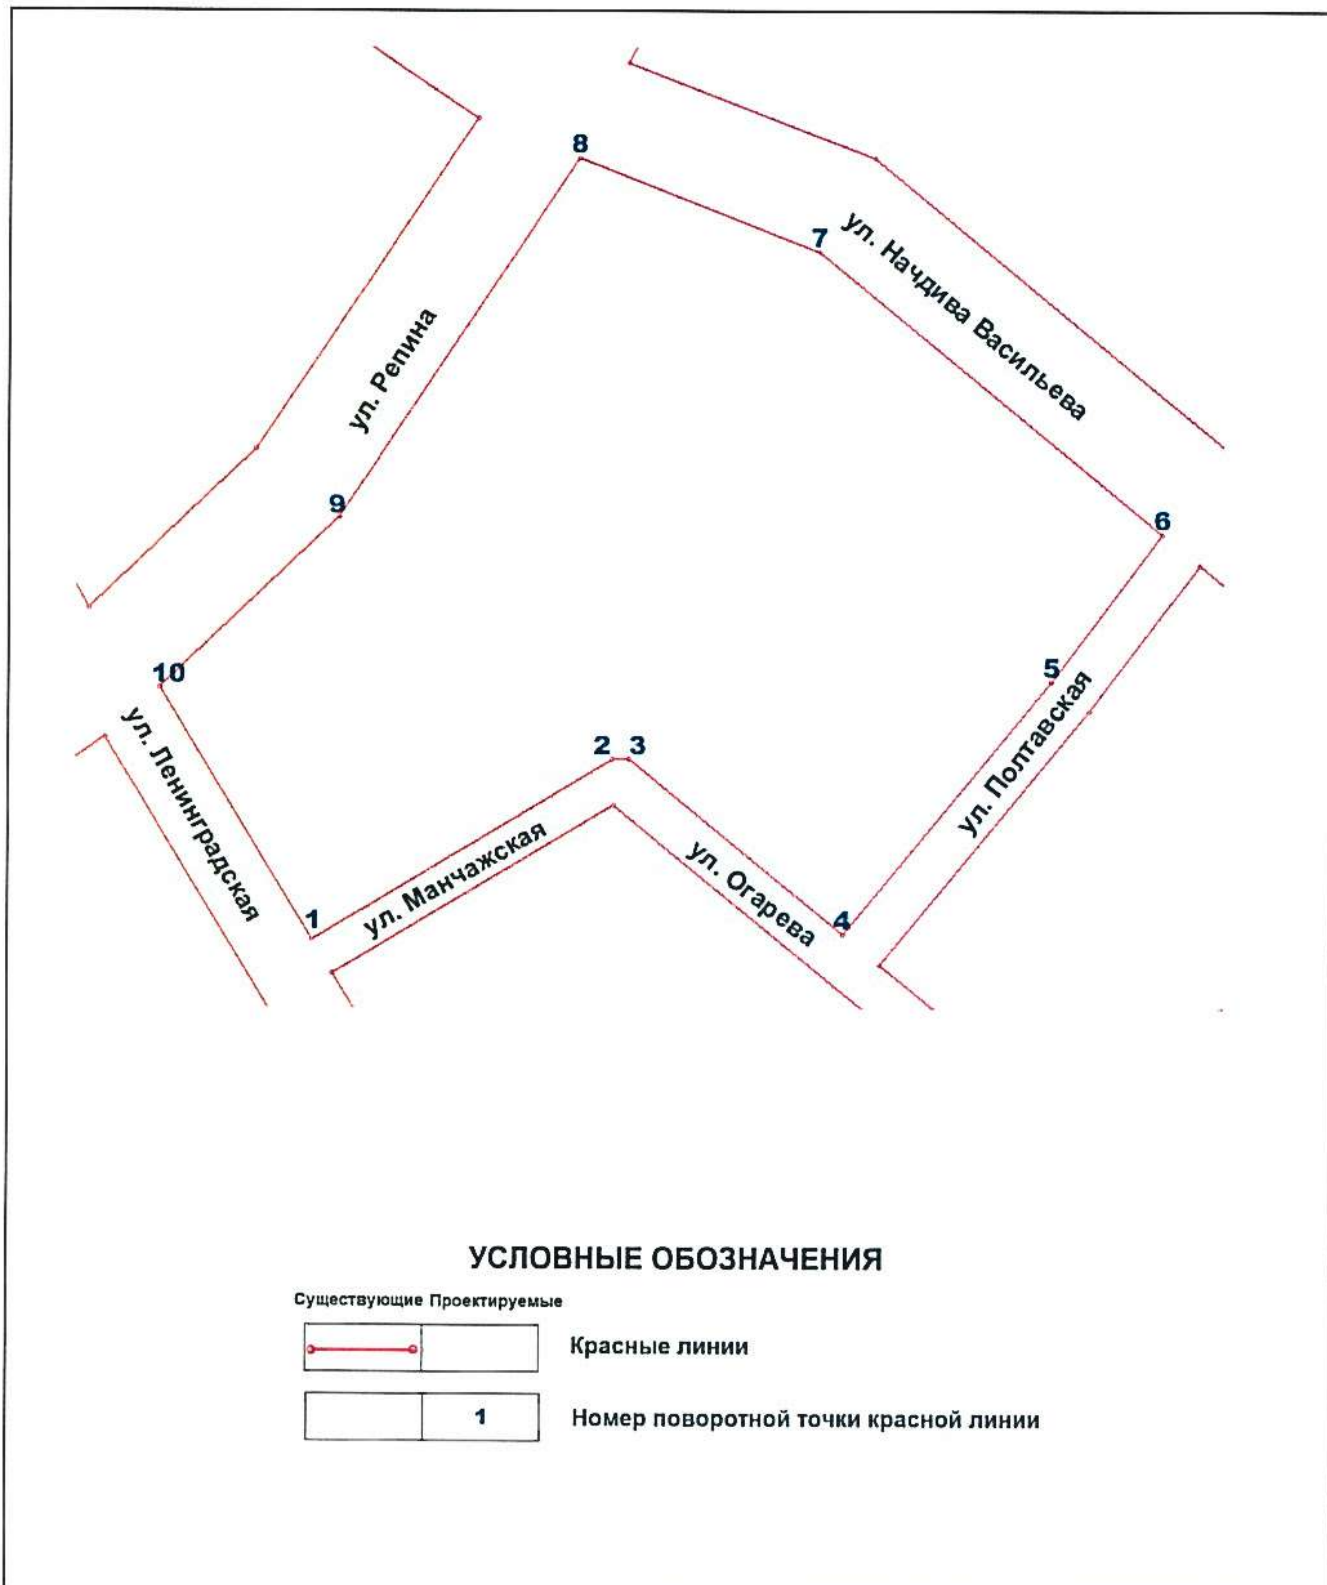 8
7
ул. Начдива Васильева
ул. Репина
9
6
10
5
ул. Ленинградская
2 3
ул. Полтавская
ул. Манчажская
ул. Огарева
1
4
УСЛОВНЫЕ ОБОЗНАЧЕНИЯ
Существующие Проектируемые
Красные линии
1 Номер поворотной точки красной линии